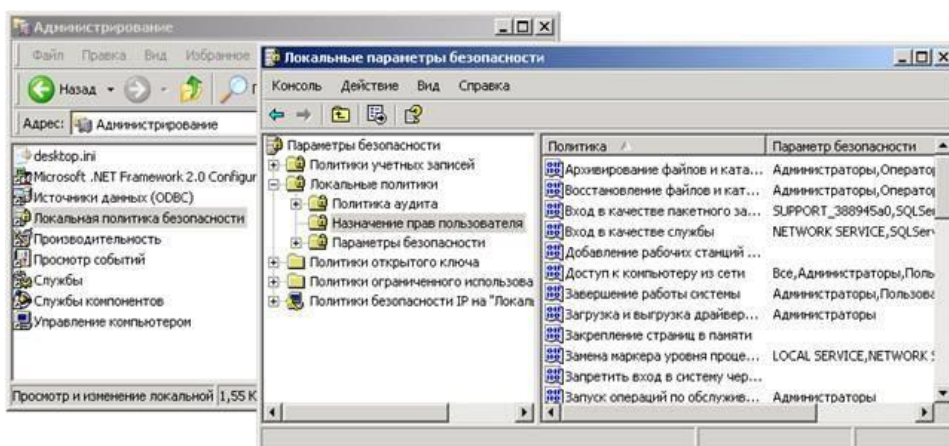 Администрирование
Файл Правка Вид Избранное
Назад
Адрес: Администрирование
desktop.ini
Microsoft .NET Framework 2.0 Configur
Источники данных (ODBC)
Локальная политика безопасности
Производительность
Просмотр событий
Службы
Службы компонентов
Управление компьютером
Просмотр и изменение локальной 1,55 К
Локальные параметры безопасности
Консоль Действие Вид Справка
Параметры безопасности
Политики учетных записей
Локальные политики
Политика аудита
Назначение прав пользователя
Параметры безопасности
Политики открытого ключа
Политики ограниченного использова
Политики безопасности IP на "Локаль
Политика Параметр безопасности
Архивирование файлов и ката... Администраторы,Оператор
Восстановление файлов и кат... Администраторы,Оператор
Вход в качестве пакетного за... SUPPORT_388945a0,SQLSer
Вход в качестве службы NETWORK SERVICE,SQLServ
Добавление рабочих станций ...
Доступ к компьютеру из сети Все,Администраторы,Поль
Завершение работы системы Администраторы,Пользова
Загрузка и выгрузка драйвер... Администраторы
Закрепление страниц в памяти
Замена маркера уровня проце... LOCAL SERVICE,NETWORK S
Запретить вход в систему чер...
Запуск операций по обслужив... Администраторы